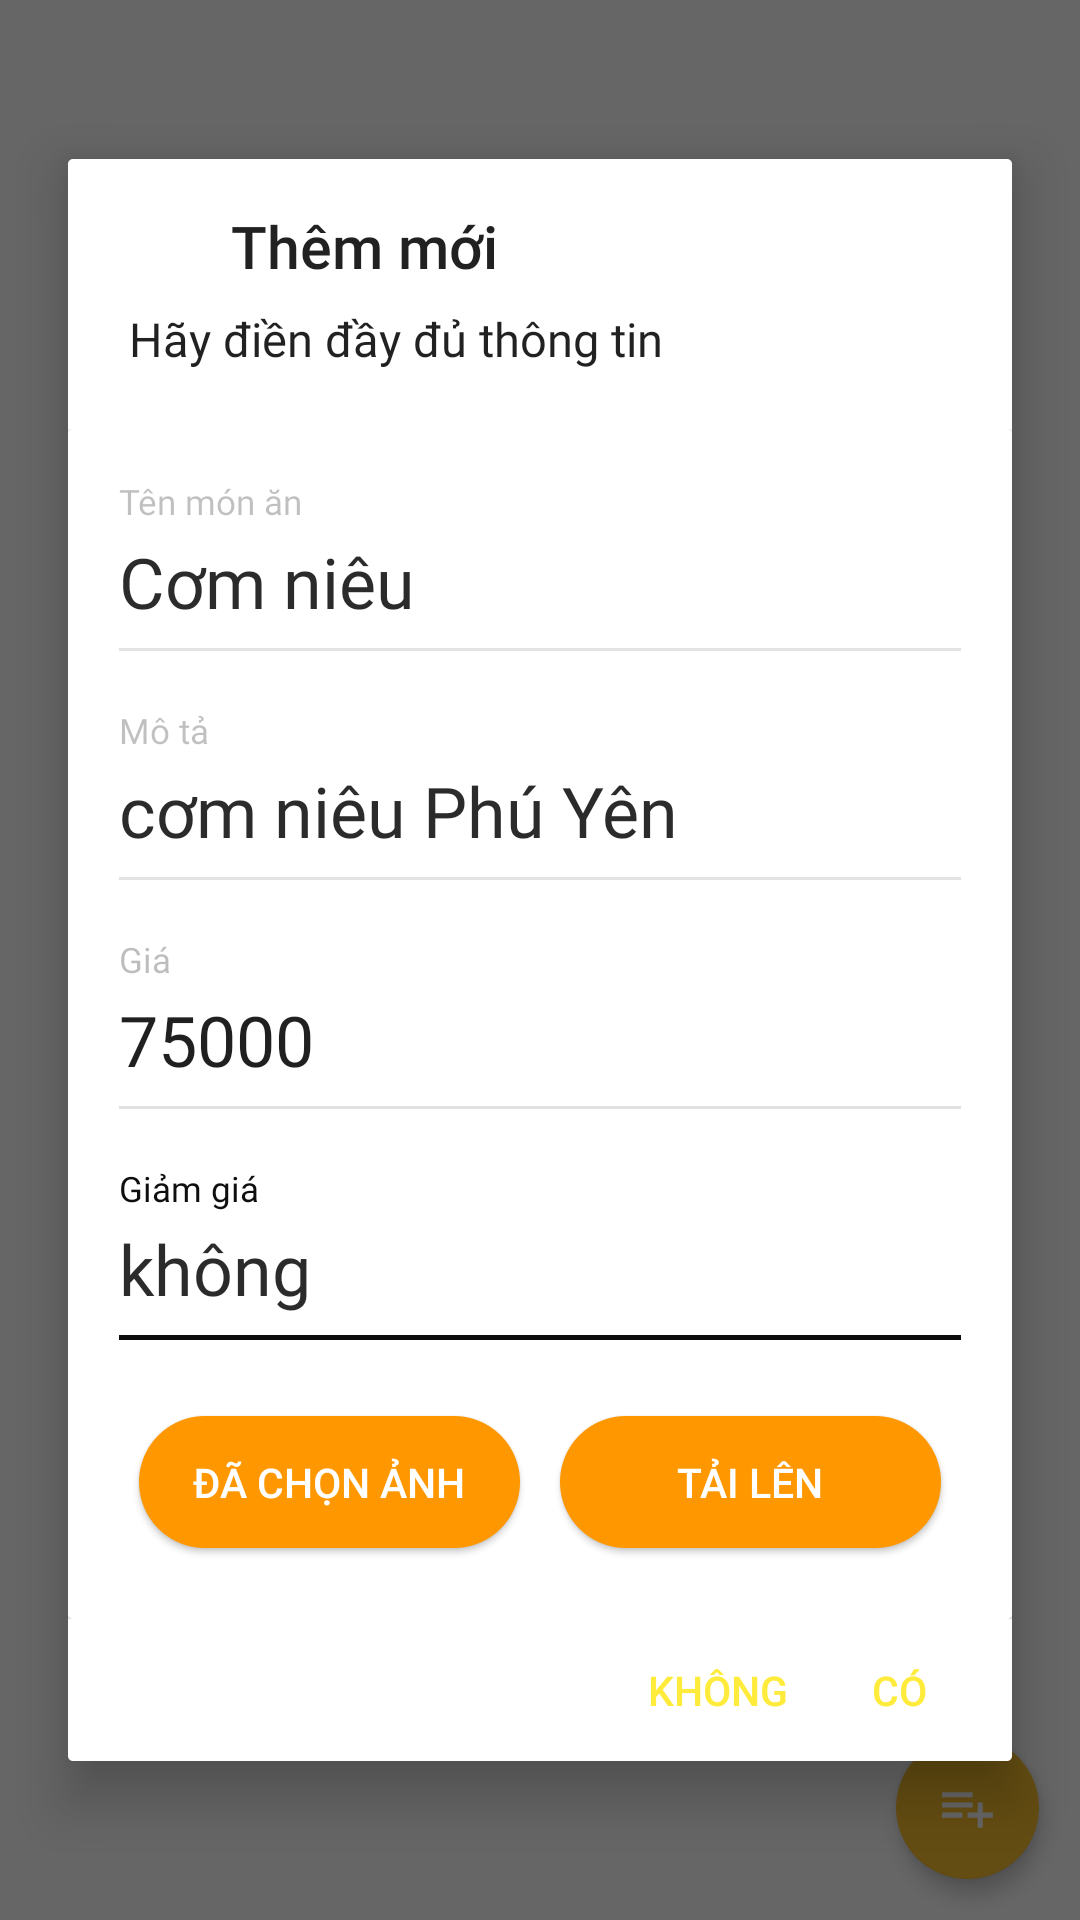 Thêm mới
Hãy điền đầy đủ thông tin
Tên món ăn
Cơm niêu
Mô tả
cơm niêu Phú Yên
Giá
75000
Giảm giá
không
ĐÃ CHỌN ẢNH
TẢI LÊN
KHÔNG
CÓ